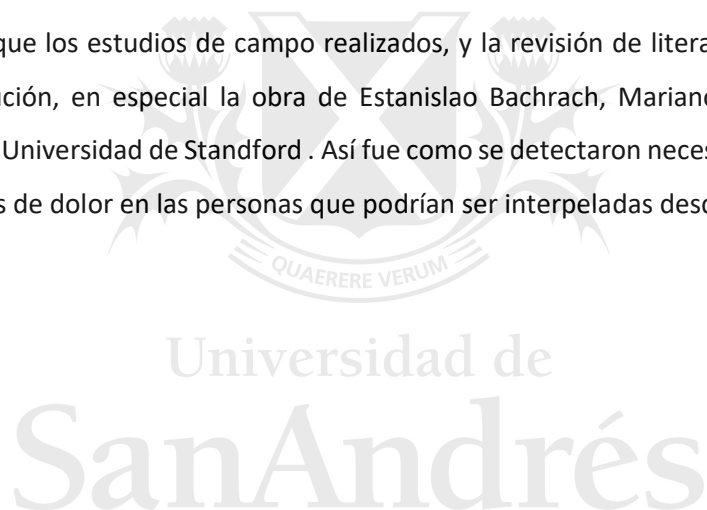 que los estudios de campo realizados, y la revisión de litera
ución, en especial la obra de Estanislao Bachrach, Marian
Universidad de Standford . Así fue como se detectaron neces
s de dolor en las personas que podrían ser interpeladas desd
QUAERERE VERUM
Universidad de
SanAndrés